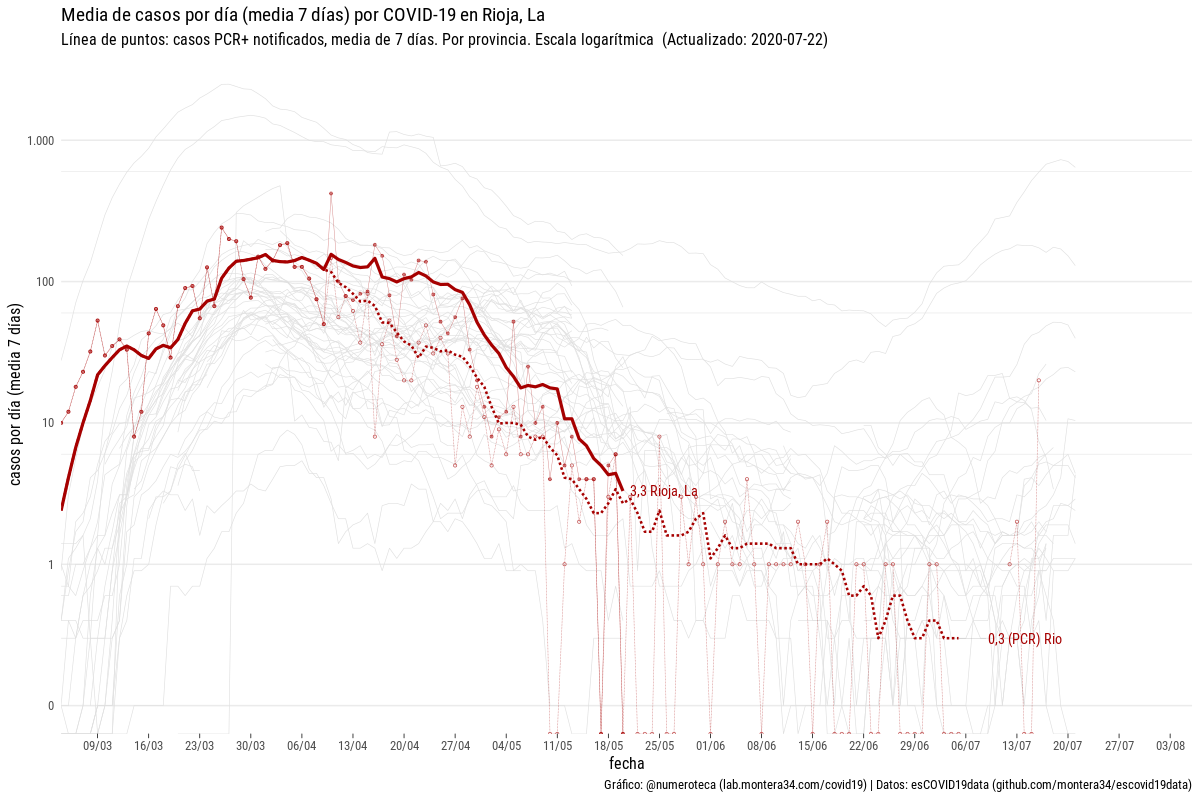 Media de casos por día (media 7 días) por COVID-19 en Rioja, La
Línea de puntos: casos PCR+ notificados, media de 7 días. Por provincia. Escala logarítmica (Actualizado: 2020-07-22)
casos por día (media 7 días)
1.000
100
10
1
0
3,3 Rioja, La
0,3 (PCR) Rio
09/03 16/03 23/03 30/03 06/04 13/04 20/04 27/04 04/05 11/05 18/05 25/05 01/06 08/06 15/06 22/06 29/06 06/07 13/07 20/07 27/07 03/08
fecha
Gráfico: @numeroteca (lab.montera34.com/covid19) | Datos: esCOVID19data (github.com/montera34/escovid19data)